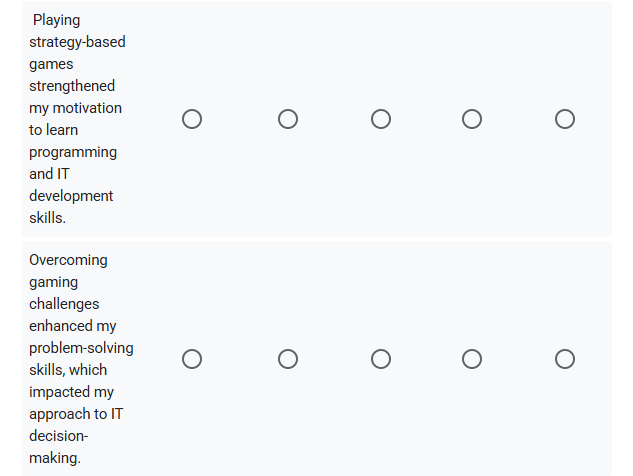 Playing
strategy-based
games
strengthened
my motivation
to learn
programming
and IT
development
skills.
Overcoming
gaming
challenges
enhanced my
problem-solving
skills, which
impacted my
approach to IT
decision-
making.